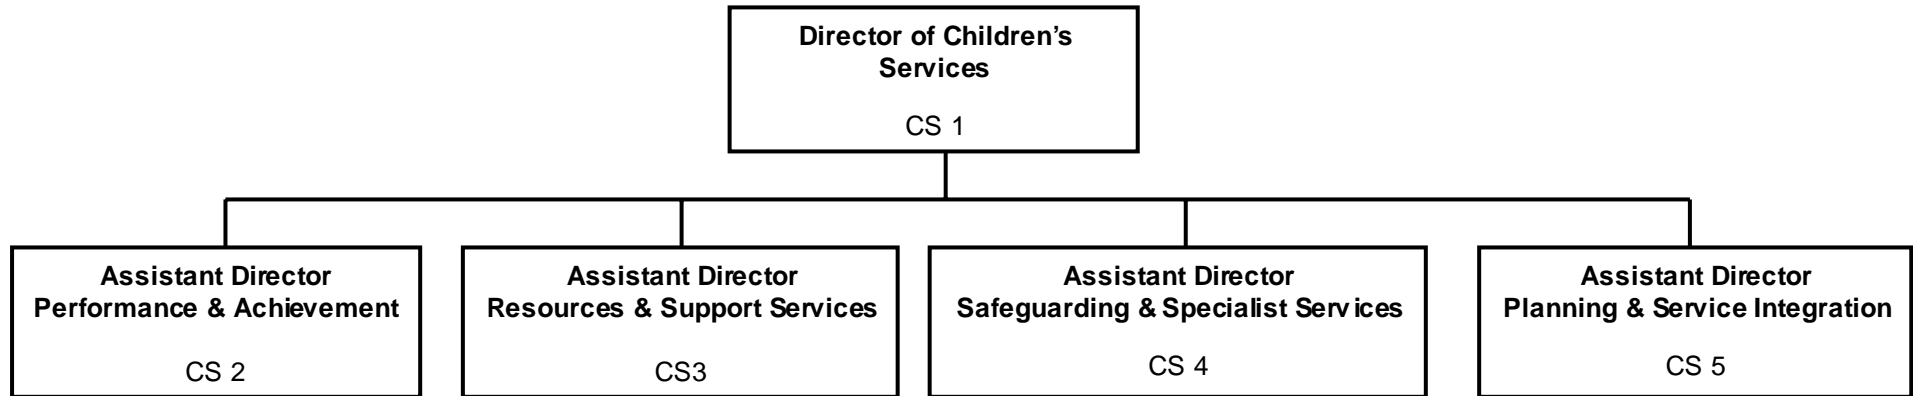 Director of Children’s
Services
CS 1
Assistant Director
Performance & Achievement
CS 2
Assistant Director
Resources & Support Services
CS3
Assistant Director
Safeguarding & Specialist Services
CS 4
Assistant Director
Planning & Service Integration
CS 5